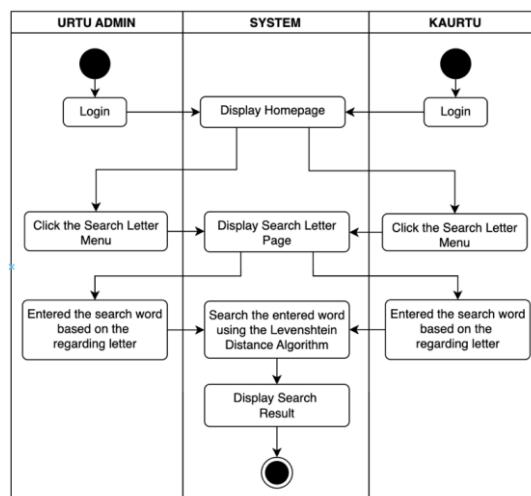 URTU ADMIN
SYSTEM
KAURTU
Login
Display Homepage
Login
Click the Search Letter
Menu
Display Search Letter
Page
Click the Search Letter
Menu
Entered the search word
based on the
regarding letter
Search the entered word
using the Levenshtein
Distance Algorithm
Entered the search word
based on the
regarding letter
Display Search
Result